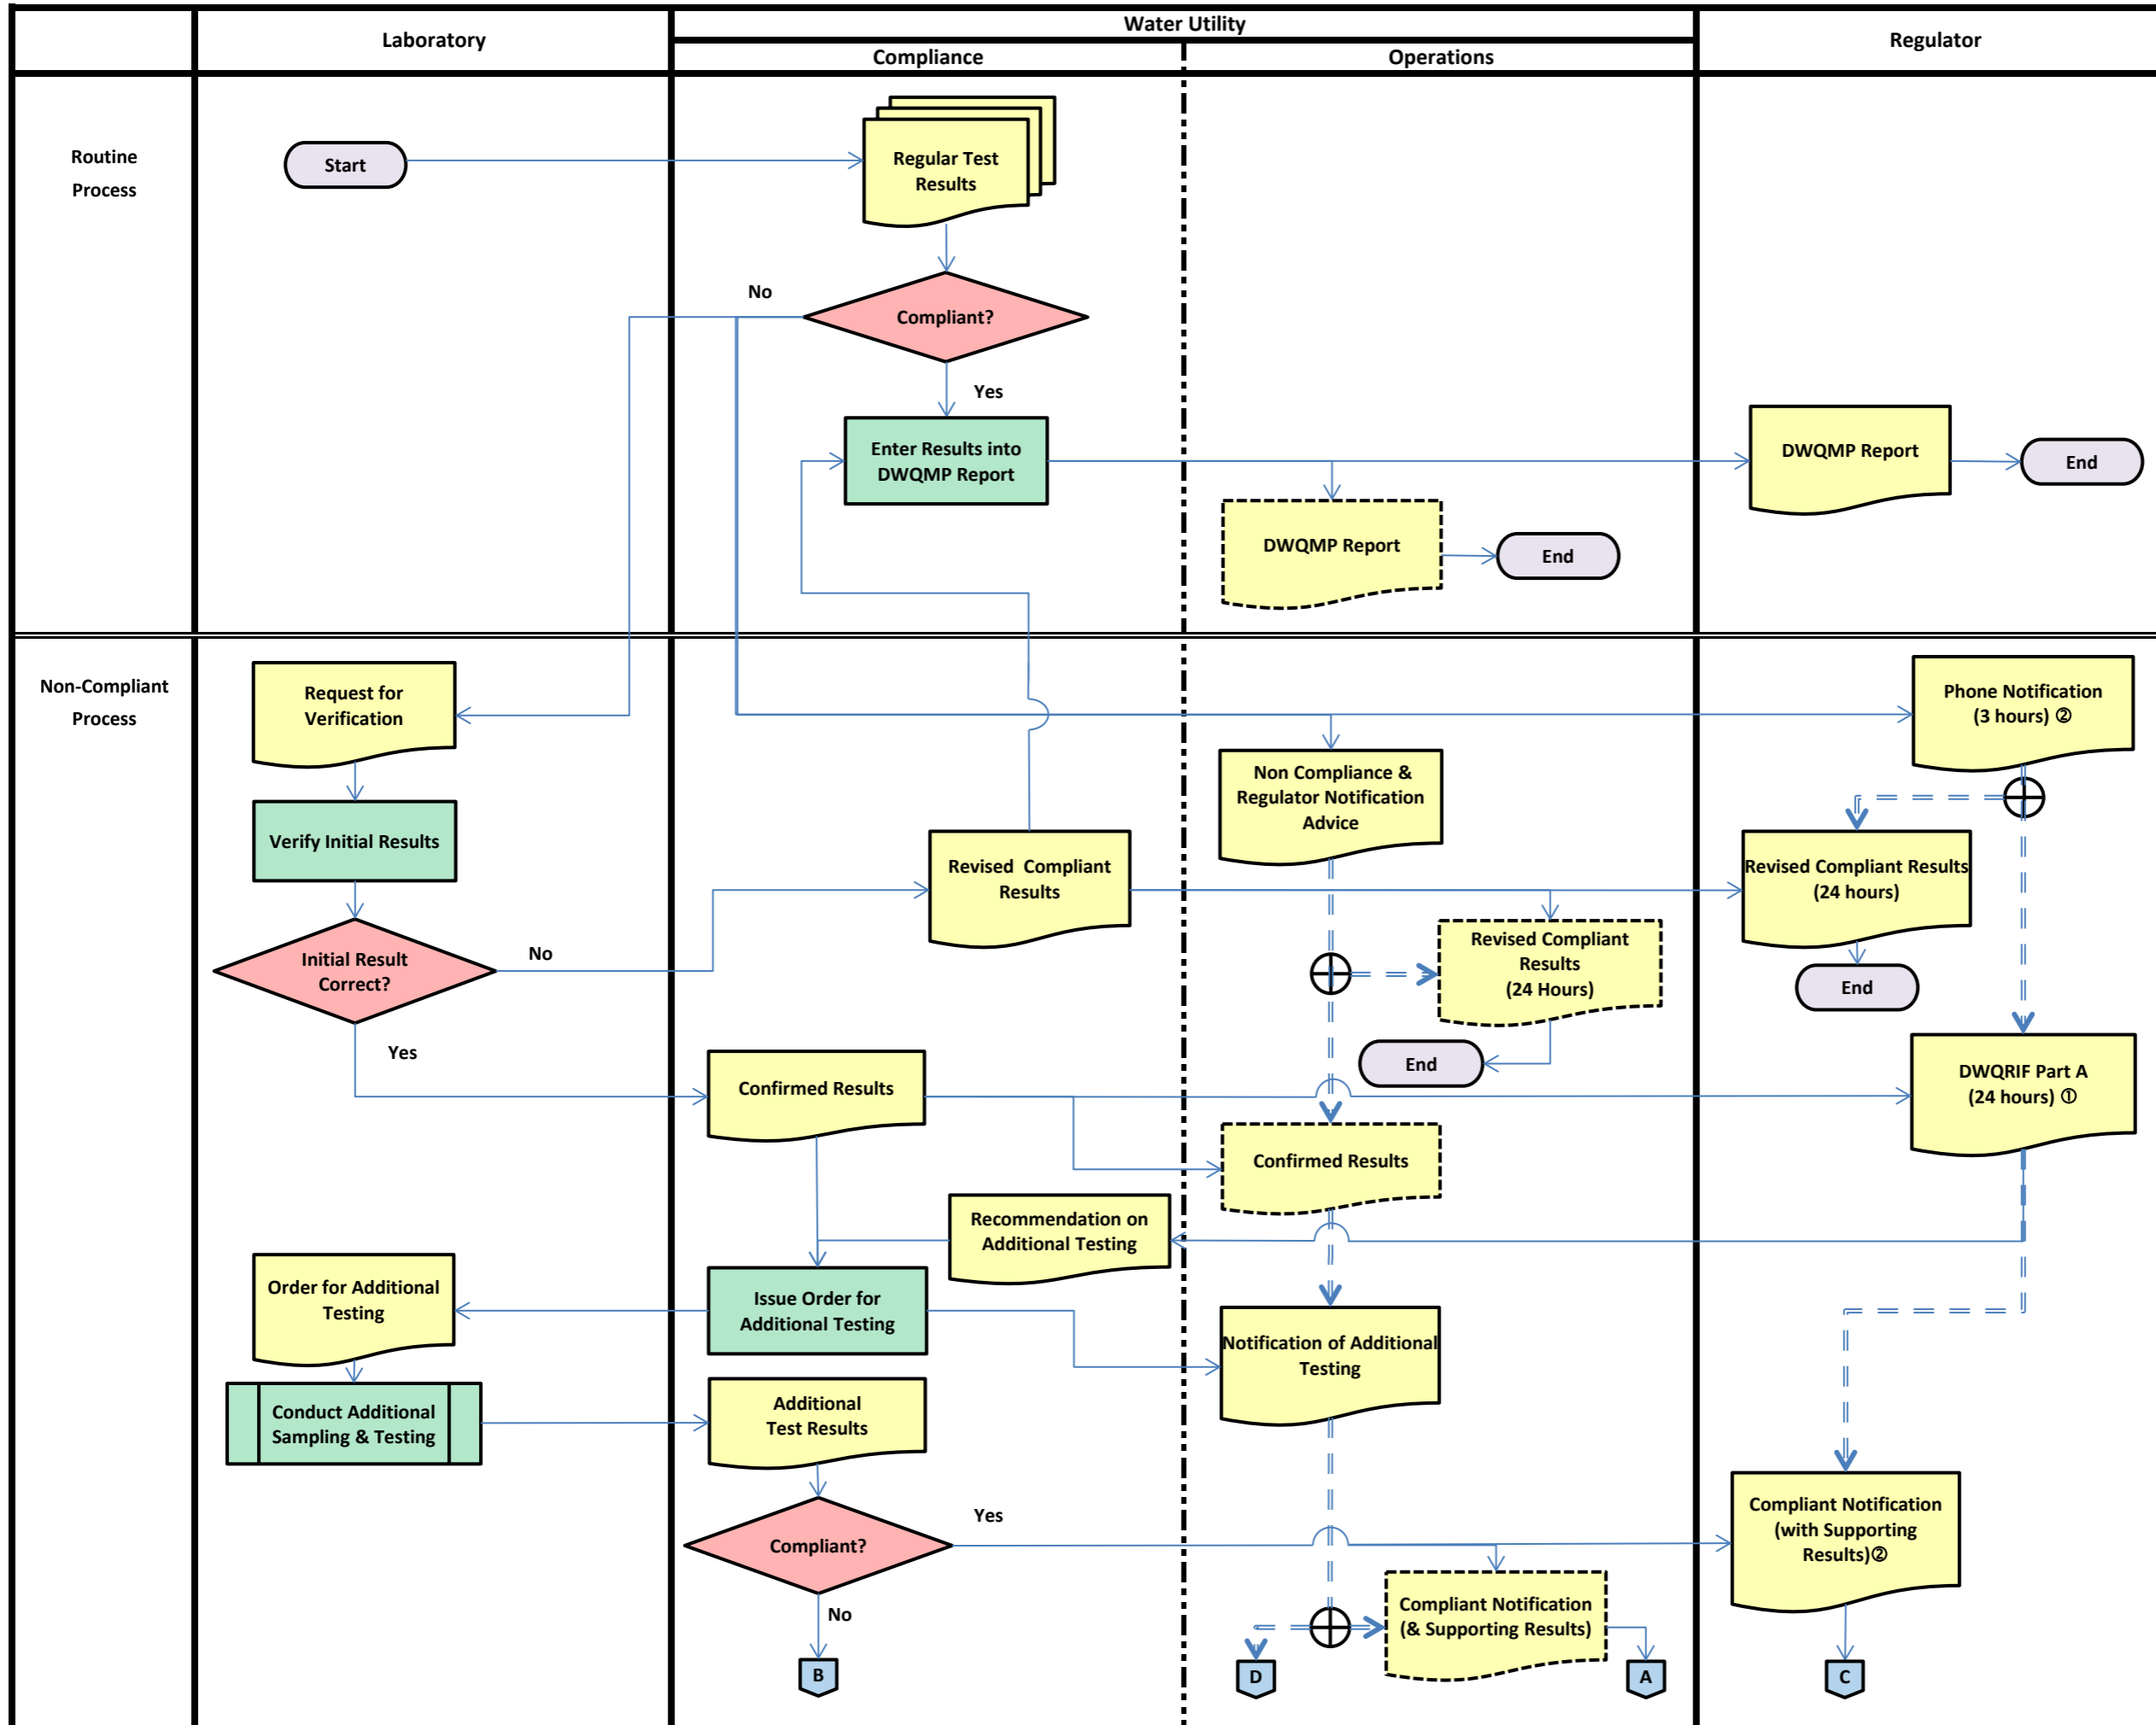 Laboratory
Water Utility
Compliance
Operations
Regulator
Routine
Process
Start
Regular Test
Results
No
Compliant?
Yes
Enter Results into
DWQMP Report
DWQMP Report
End
DWQMP Report
End
Non-Compliant
Process
Request for
Verification
Phone Notification
(3 hours) ②
Non Compliance &
Regulator Notification
Advice
Verify Initial Results
Revised Compliant
Results
Revised Compliant Results
(24 hours)
Initial Result
Correct?
No
Revised Compliant
Results
(24 Hours)
End
Yes
End
Confirmed Results
DWQRIF Part A
(24 hours) ①
Confirmed Results
Recommendation on
Additional Testing
Order for Additional
Testing
Issue Order for
Additional Testing
Notification of Additional
Testing
Conduct Additional
Sampling & Testing
Additional
Test Results
Compliant?
Yes
Compliant Notification
(with Supporting
Results)②
No
Compliant Notification
(& Supporting Results)
B
D
A
C